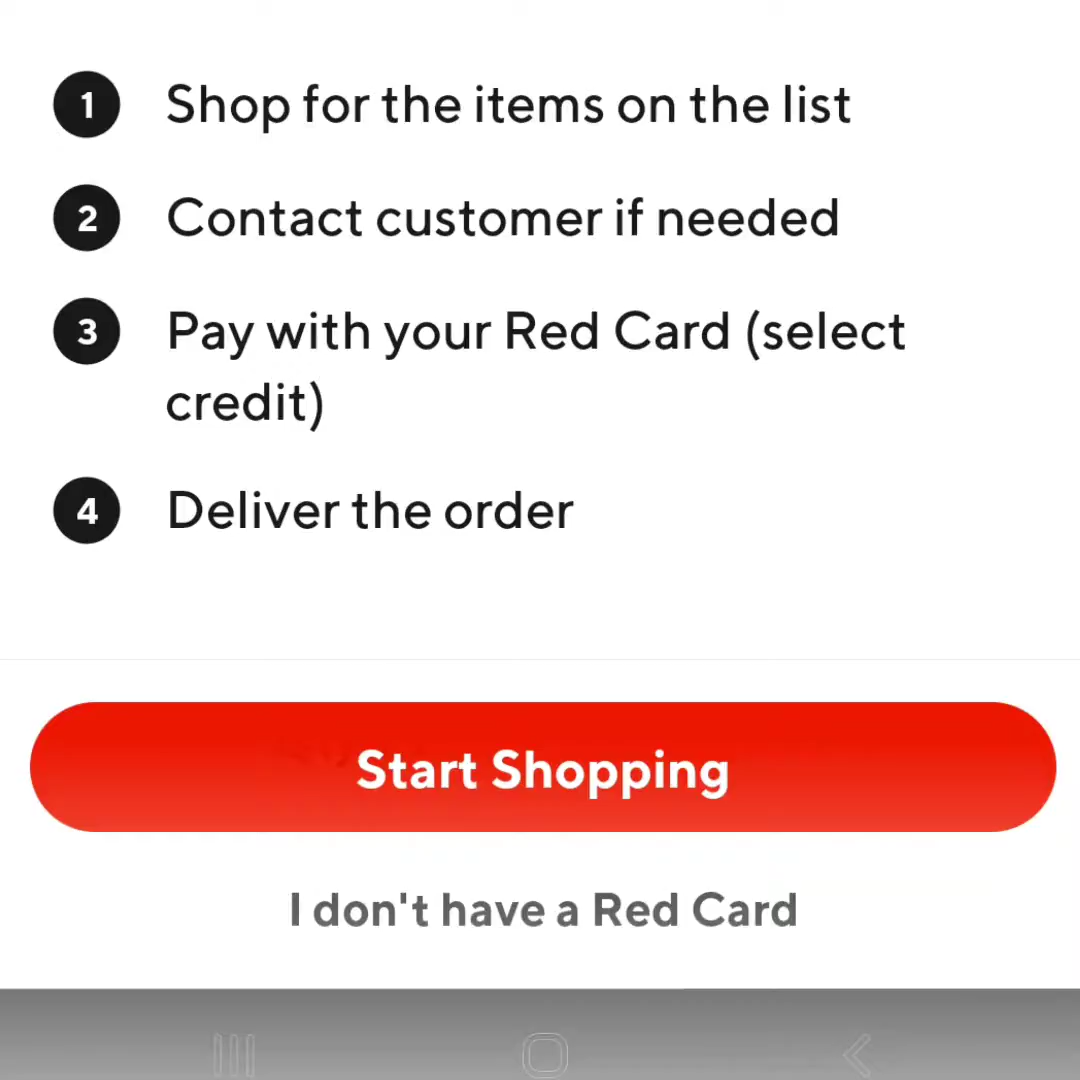 1 Shop for the items on the list
2 Contact customer if needed
3 Pay with your Red Card (select
credit)
4 Deliver the order
Start Shopping
I don't have a Red Card